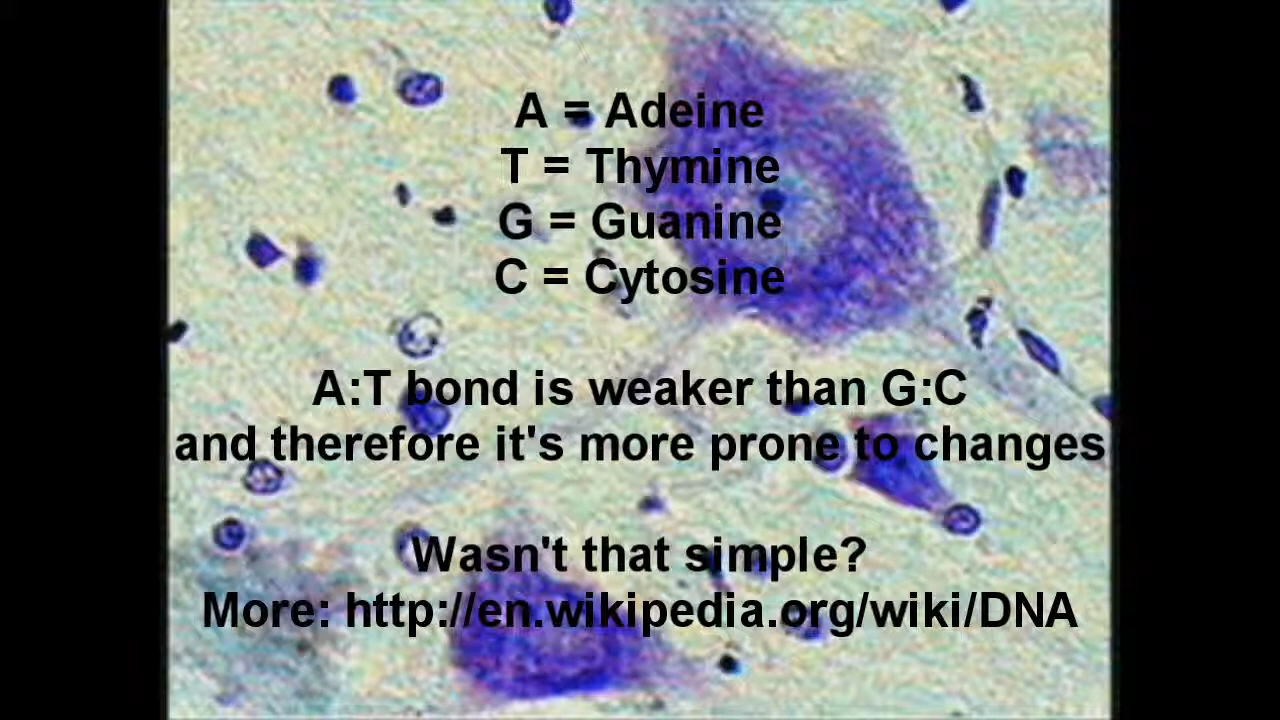 A = Adeine
T = Thymine
G = Guanine
C = Cytosine
A:T bond is weaker than G:C
and therefore it's more prone to changes
Wasn't that simple?
More: http://en.wikipedia.org/wiki/DNA